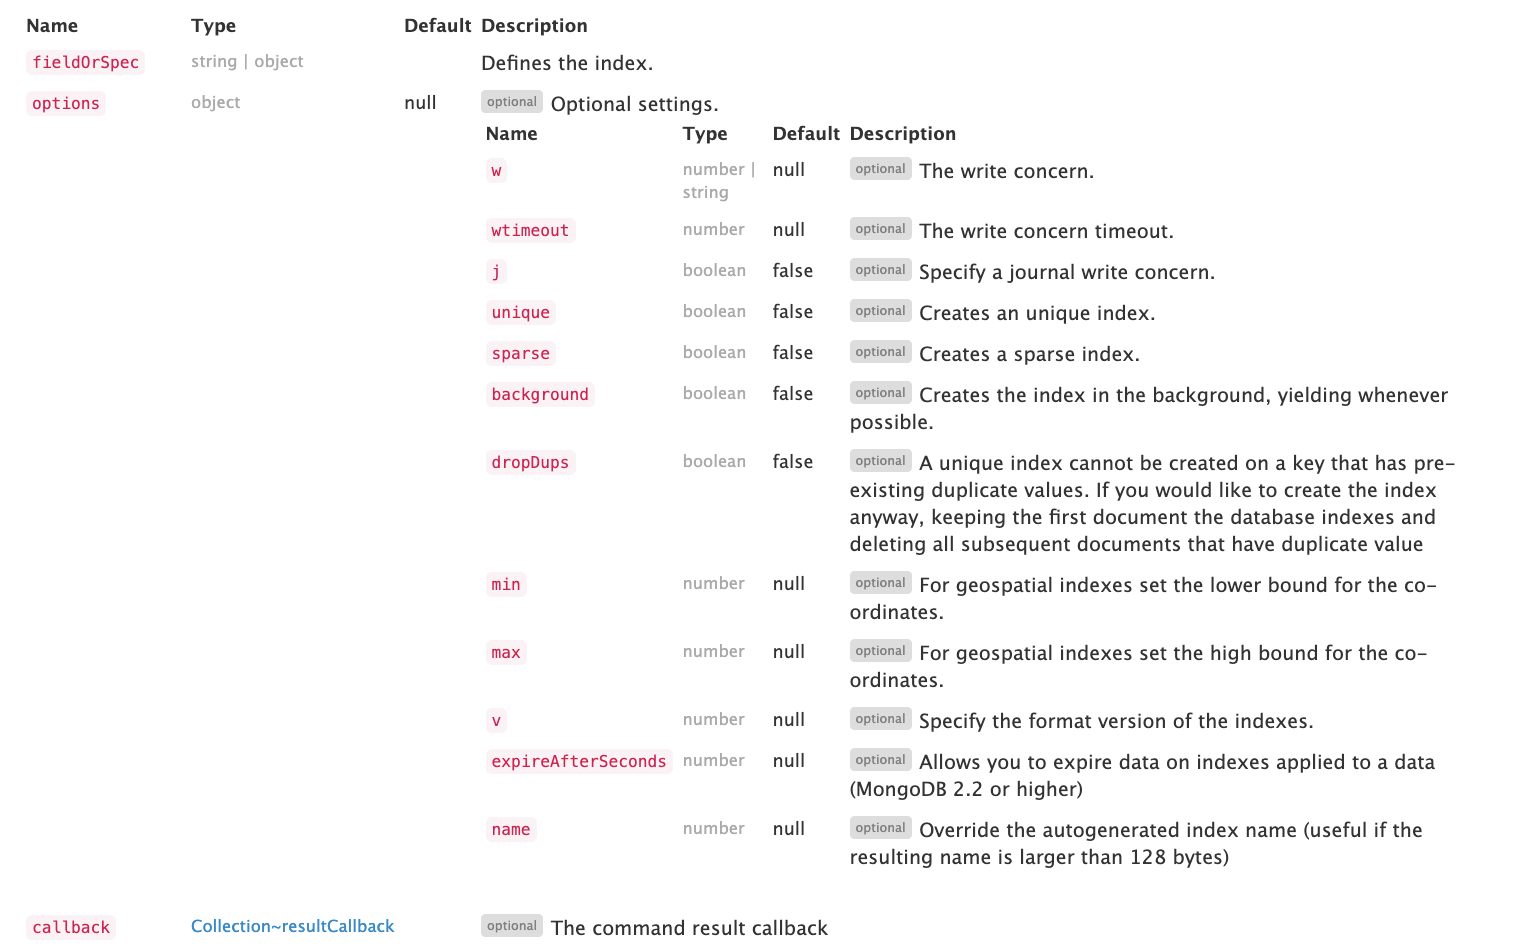 Name Type Default Description
fieldOrSpec string | object Defines the index.
options object null optional Optional settings.
Name Type Default Description
w number | null optional The write concern.
string
wtimeout number null optional The write concern timeout.
j boolean false optional Specify a journal write concern.
unique boolean false optional Creates an unique index.
sparse boolean false optional Creates a sparse index.
background boolean false optional Creates the index in the background, yielding whenever
possible.
dropDups boolean false optional A unique index cannot be created on a key that has pre-
existing duplicate values. If you would like to create the index
anyway, keeping the first document the database indexes and
deleting all subsequent documents that have duplicate value
min number null optional For geospatial indexes set the lower bound for the co-
ordinates.
max number null optional For geospatial indexes set the high bound for the co-
ordinates.
v number null optional Specify the format version of the indexes.
expireAfterSeconds number null optional Allows you to expire data on indexes applied to a data
(MongoDB 2.2 or higher)
name number null optional Override the autogenerated index name (useful if the
resulting name is larger than 128 bytes)
callback Collection~resultCallback optional The command result callback